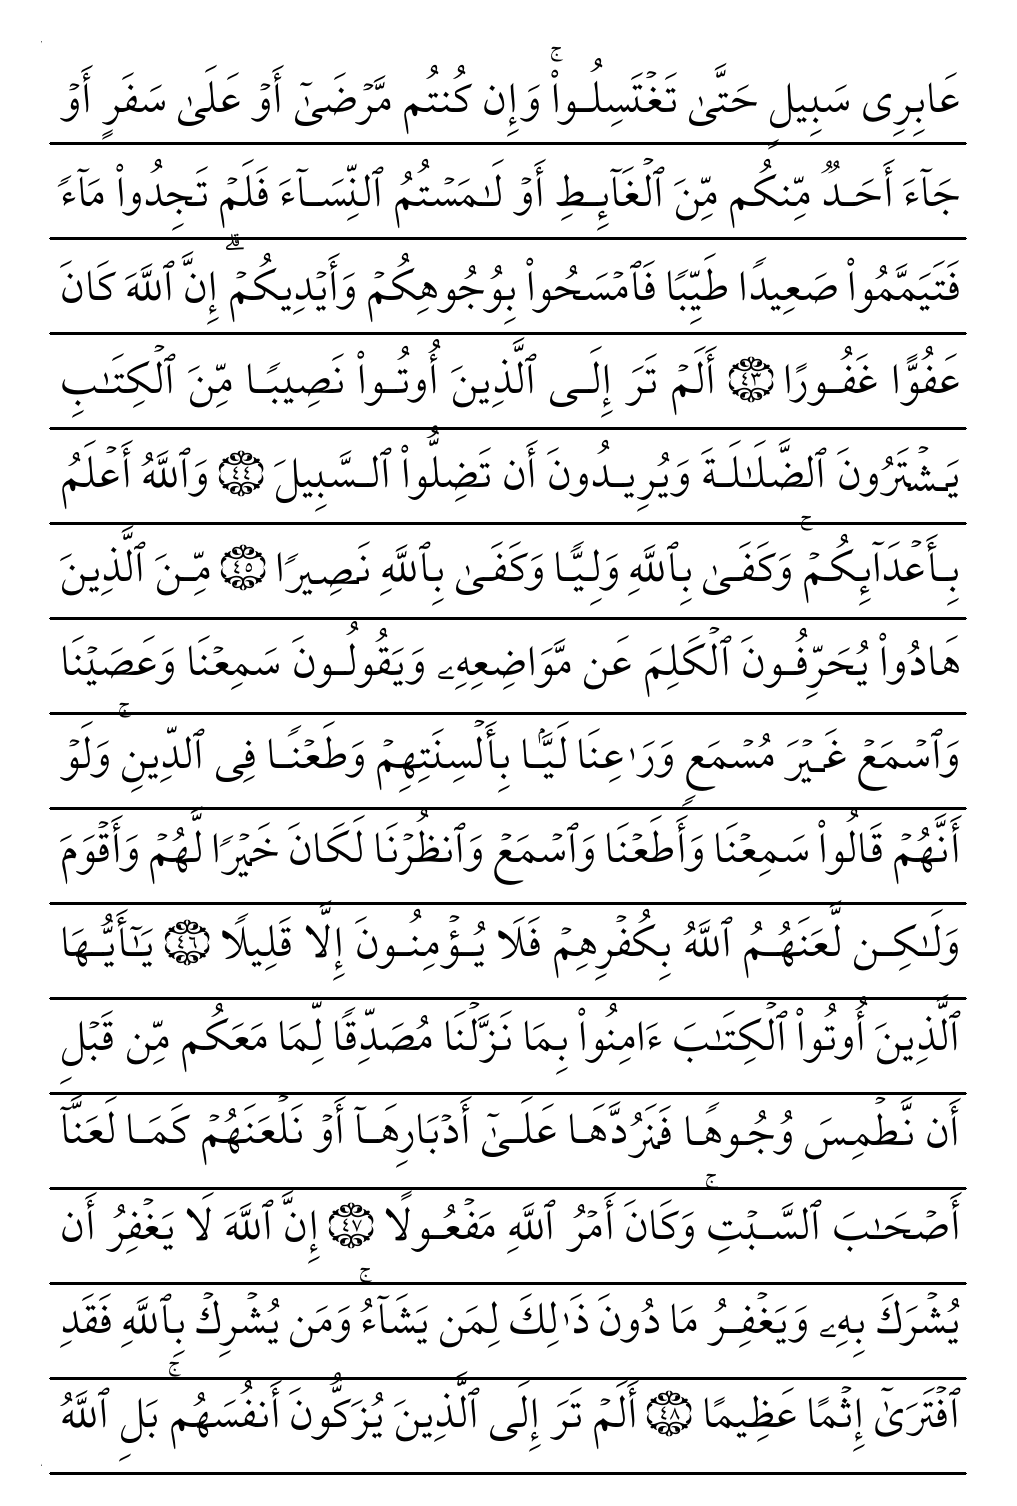 عَابِرِى سَبِيلٍ حَتَّىٰ تَغْتَسِلُوا۟ ۚ وَإِن كُنتُم مَّرْضَىٰٓ أَوْ عَلَىٰ سَفَرٍ أَوْ
جَآءَ أَحَدٌ مِّنكُم مِّنَ ٱلْغَآئِطِ أَوْ لَـٰمَسْتُمُ ٱلنِّسَآءَ فَلَمْ تَجِدُوا۟ مَآءً
فَتَيَمَّمُوا۟ صَعِيدًا طَيِّبًا فَٱمْسَحُوا۟ بِوُجُوهِكُمْ وَأَيْدِيكُمْ ۗ إِنَّ ٱللَّهَ كَانَ
عَفُوًّا غَفُورًا ٤٣ أَلَمْ تَرَ إِلَى ٱلَّذِينَ أُوتُوا۟ نَصِيبًا مِّنَ ٱلْكِتَـٰبِ
يَشْتَرُونَ ٱلضَّلَـٰلَةَ وَيُرِيدُونَ أَن تَضِلُّوا۟ ٱلسَّبِيلَ ٤٤ وَٱللَّهُ أَعْلَمُ
بِأَعْدَآئِكُمْ ۚ وَكَفَىٰ بِٱللَّهِ وَلِيًّا وَكَفَىٰ بِٱللَّهِ نَصِيرًا ٤٥ مِّنَ ٱلَّذِينَ
هَادُوا۟ يُحَرِّفُونَ ٱلْكَلِمَ عَن مَّوَاضِعِهِۦ وَيَقُولُونَ سَمِعْنَا وَعَصَيْنَا
وَٱسْمَعْ غَيْرَ مُسْمَعٍ وَرَٰعِنَا لَيًّۢا بِأَلْسِنَتِهِمْ وَطَعْنًا فِى ٱلدِّينِ ۚ وَلَوْ
أَنَّهُمْ قَالُوا۟ سَمِعْنَا وَأَطَعْنَا وَٱسْمَعْ وَٱنظُرْنَا لَكَانَ خَيْرًا لَّهُمْ وَأَقْوَمَ
وَلَـٰكِن لَّعَنَهُمُ ٱللَّهُ بِكُفْرِهِمْ فَلَا يُؤْمِنُونَ إِلَّا قَلِيلًا ٤٦ يَـٰٓأَيُّهَا
ٱلَّذِينَ أُوتُوا۟ ٱلْكِتَـٰبَ ءَامِنُوا۟ بِمَا نَزَّلْنَا مُصَدِّقًا لِّمَا مَعَكُم مِّن قَبْلِ
أَن نَّطْمِسَ وُجُوهًا فَنَرُدَّهَا عَلَىٰٓ أَدْبَارِهَآ أَوْ نَلْعَنَهُمْ كَمَا لَعَنَّآ
أَصْحَـٰبَ ٱلسَّبْتِ ۚ وَكَانَ أَمْرُ ٱللَّهِ مَفْعُولًا ٤٧ إِنَّ ٱللَّهَ لَا يَغْفِرُ أَن
يُشْرَكَ بِهِۦ وَيَغْفِرُ مَا دُونَ ذَٰلِكَ لِمَن يَشَآءُ ۚ وَمَن يُشْرِكْ بِٱللَّهِ فَقَدِ
ٱفْتَرَىٰٓ إِثْمًا عَظِيمًا ٤٨ أَلَمْ تَرَ إِلَى ٱلَّذِينَ يُزَكُّونَ أَنفُسَهُم ۚ بَلِ ٱللَّهُ